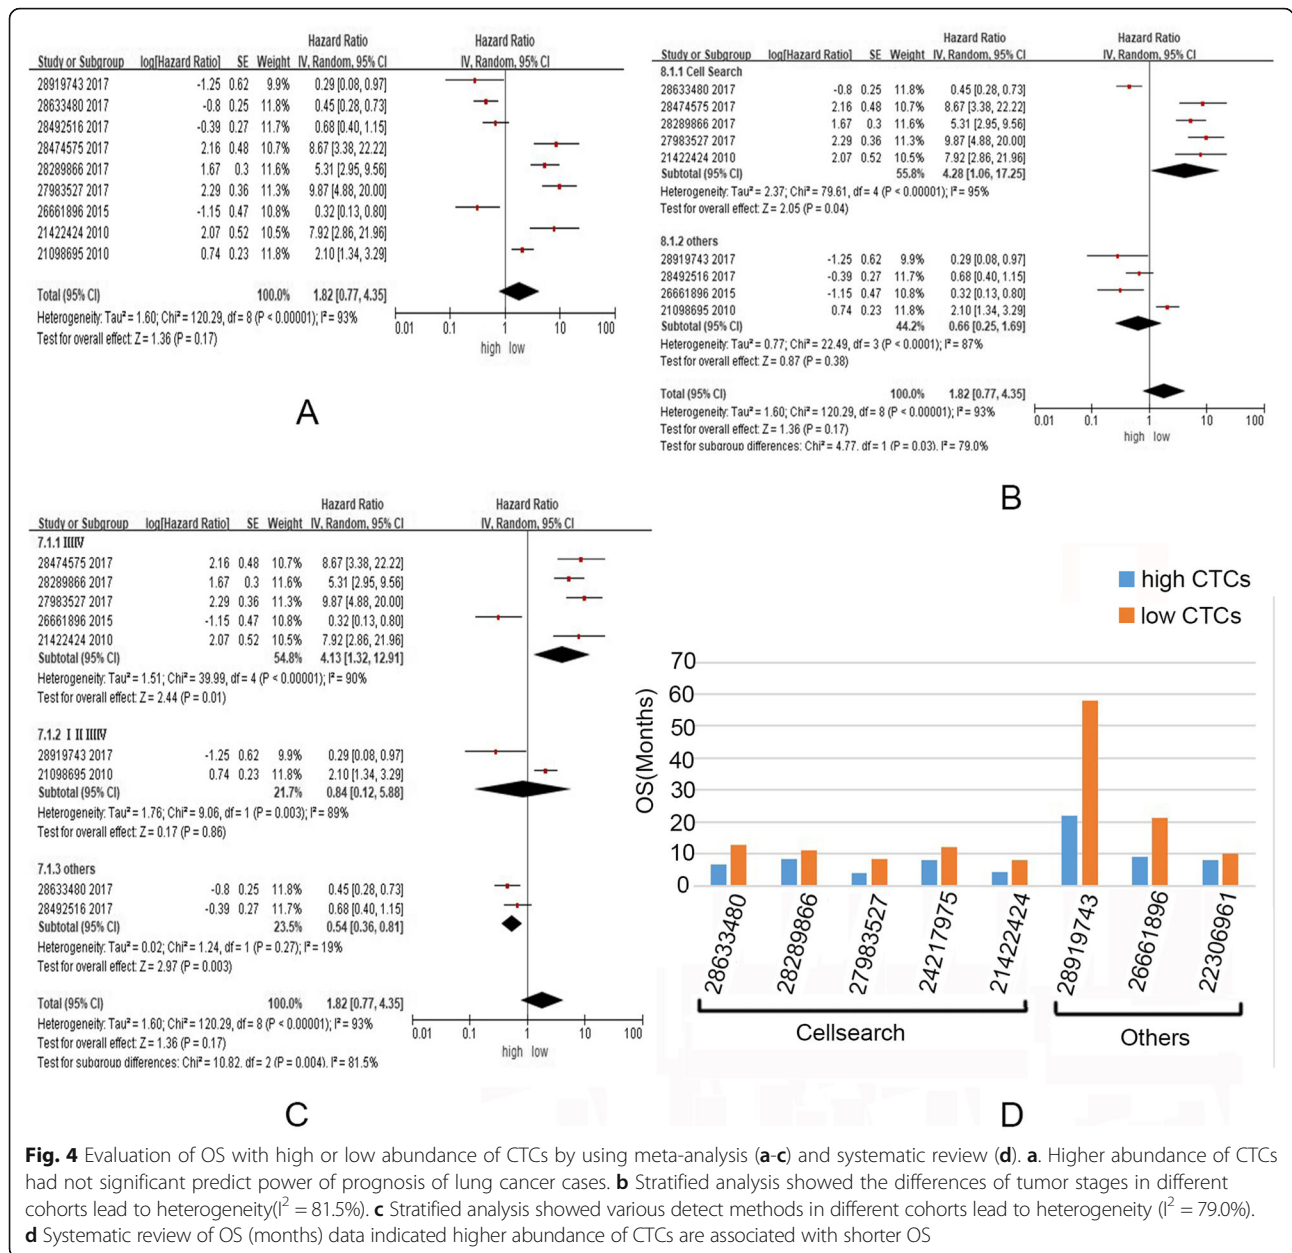 Hazard Ratio Hazard Ratio
Study or Subgroup log[Hazard Ratio] SE Weight IV, Random, 95% CI IV, Random, 95% CI
28919743 2017 -1.25 0.62 9.9% 0.29 [0.08, 0.97]
28633480 2017 -0.8 0.25 11.8% 0.45 [0.28, 0.73]
28492516 2017 -0.39 0.27 11.7% 0.68 [0.40, 1.15]
28474575 2017 2.16 0.48 10.7% 8.67 [3.38, 22.22]
28289866 2017 1.67 0.3 11.6% 5.31 [2.95, 9.56]
27983527 2017 2.29 0.36 11.3% 9.87 [4.88, 20.00]
26661896 2015 -1.15 0.47 10.8% 0.32 [0.13, 0.80]
21422424 2010 2.07 0.52 10.5% 7.92 [2.86, 21.96]
21098695 2010 0.74 0.23 11.8% 2.10 [1.34, 3.29]
Total (95% CI) 100.0% 1.82 [0.77, 4.35]
Heterogeneity: Tau² = 1.60; Chi² = 120.29, df = 8 (P < 0.00001); I² = 93%
Test for overall effect: Z = 1.36 (P = 0.17)
0.01 0.1 1 10 100
high low
A
Hazard Ratio Hazard Ratio
Study or Subgroup log[Hazard Ratio] SE Weight IV, Random, 95% CI IV, Random, 95% CI
8.1.1 Cell Search
28633480 2017 -0.8 0.25 11.8% 0.45 [0.28, 0.73]
28474575 2017 2.16 0.48 10.7% 8.67 [3.38, 22.22]
28289866 2017 1.67 0.3 11.6% 5.31 [2.95, 9.56]
27983527 2017 2.29 0.36 11.3% 9.87 [4.88, 20.00]
21422424 2010 2.07 0.52 10.5% 7.92 [2.86, 21.96]
Subtotal (95% CI) 55.8% 4.28 [1.06, 17.25]
Heterogeneity: Tau² = 2.37; Chi² = 79.61, df = 4 (P < 0.00001); I² = 95%
Test for overall effect: Z = 2.05 (P = 0.04)
8.1.2 others
28919743 2017 -1.25 0.62 9.9% 0.29 [0.08, 0.97]
28492516 2017 -0.39 0.27 11.7% 0.68 [0.40, 1.15]
26661896 2015 -1.15 0.47 10.8% 0.32 [0.13, 0.80]
21098695 2010 0.74 0.23 11.8% 2.10 [1.34, 3.29]
Subtotal (95% CI) 44.2% 0.66 [0.25, 1.69]
Heterogeneity: Tau² = 0.77; Chi² = 22.49, df = 3 (P < 0.0001); I² = 87%
Test for overall effect: Z = 0.87 (P = 0.38)
Total (95% CI) 100.0% 1.82 [0.77, 4.35]
Heterogeneity: Tau² = 1.60; Chi² = 120.29, df = 8 (P < 0.00001); I² = 93%
Test for overall effect: Z = 1.36 (P = 0.17)
Test for subgroup differences: Chi² = 4.77, df = 1 (P = 0.03), I² = 79.0%
0.01 0.1 1 10 100
high low
B
Hazard Ratio Hazard Ratio
Study or Subgroup log[Hazard Ratio] SE Weight IV, Random, 95% CI IV, Random, 95% CI
7.1.1 ⅢⅣ
28474575 2017 2.16 0.48 10.7% 8.67 [3.38, 22.22]
28289866 2017 1.67 0.3 11.6% 5.31 [2.95, 9.56]
27983527 2017 2.29 0.36 11.3% 9.87 [4.88, 20.00]
26661896 2015 -1.15 0.47 10.8% 0.32 [0.13, 0.80]
21422424 2010 2.07 0.52 10.5% 7.92 [2.86, 21.96]
Subtotal (95% CI) 54.8% 4.13 [1.32, 12.91]
Heterogeneity: Tau² = 1.51; Chi² = 39.99, df = 4 (P < 0.00001); I² = 90%
Test for overall effect: Z = 2.44 (P = 0.01)
7.1.2 Ⅰ Ⅱ ⅢⅣ
28919743 2017 -1.25 0.62 9.9% 0.29 [0.08, 0.97]
21098695 2010 0.74 0.23 11.8% 2.10 [1.34, 3.29]
Subtotal (95% CI) 21.7% 0.84 [0.12, 5.88]
Heterogeneity: Tau² = 1.76; Chi² = 9.06, df = 1 (P = 0.003); I² = 89%
Test for overall effect: Z = 0.17 (P = 0.86)
7.1.3 others
28633480 2017 -0.8 0.25 11.8% 0.45 [0.28, 0.73]
28492516 2017 -0.39 0.27 11.7% 0.68 [0.40, 1.15]
Subtotal (95% CI) 23.5% 0.54 [0.36, 0.81]
Heterogeneity: Tau² = 0.02; Chi² = 1.24, df = 1 (P = 0.27); I² = 19%
Test for overall effect: Z = 2.97 (P = 0.003)
Total (95% CI) 100.0% 1.82 [0.77, 4.35]
Heterogeneity: Tau² = 1.60; Chi² = 120.29, df = 8 (P < 0.00001); I² = 93%
Test for overall effect: Z = 1.36 (P = 0.17)
Test for subgroup differences: Chi² = 10.82, df = 2 (P = 0.004), I² = 81.5%
0.01 0.1 1 10 100
high low
C
high CTCs
low CTCs
OS(Months)
70
60
50
40
30
20
10
0
28633480 28289866 27983527 24217975 21422424 28919743 26661896 22306961
Cellsearch Others
D
Fig. 4 Evaluation of OS with high or low abundance of CTCs by using meta-analysis (a-c) and systematic review (d). a. Higher abundance of CTCs
had not significant predict power of prognosis of lung cancer cases. b Stratified analysis showed the differences of tumor stages in different
cohorts lead to heterogeneity(I² = 81.5%). c Stratified analysis showed various detect methods in different cohorts lead to heterogeneity (I² = 79.0%).
d Systematic review of OS (months) data indicated higher abundance of CTCs are associated with shorter OS